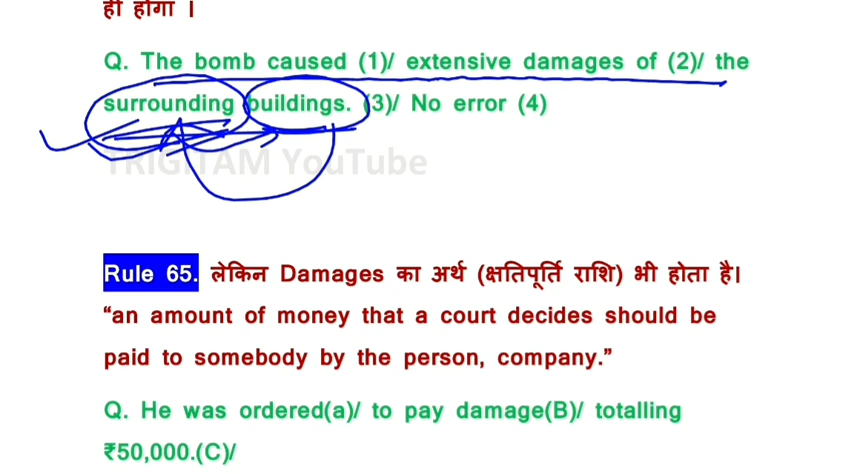 ही होगा ।
Q. The bomb caused (1)/ extensive damages of (2)/ the
surrounding buildings. (3)/ No error (4)
TRIGITAM YouTube
Rule 65. लेकिन Damages का अर्थ (क्षतिपूर्ति राशि) भी होता है।
“an amount of money that a court decides should be
paid to somebody by the person, company.”
Q. He was ordered(a)/ to pay damage(B)/ totalling
₹50,000.(C)/